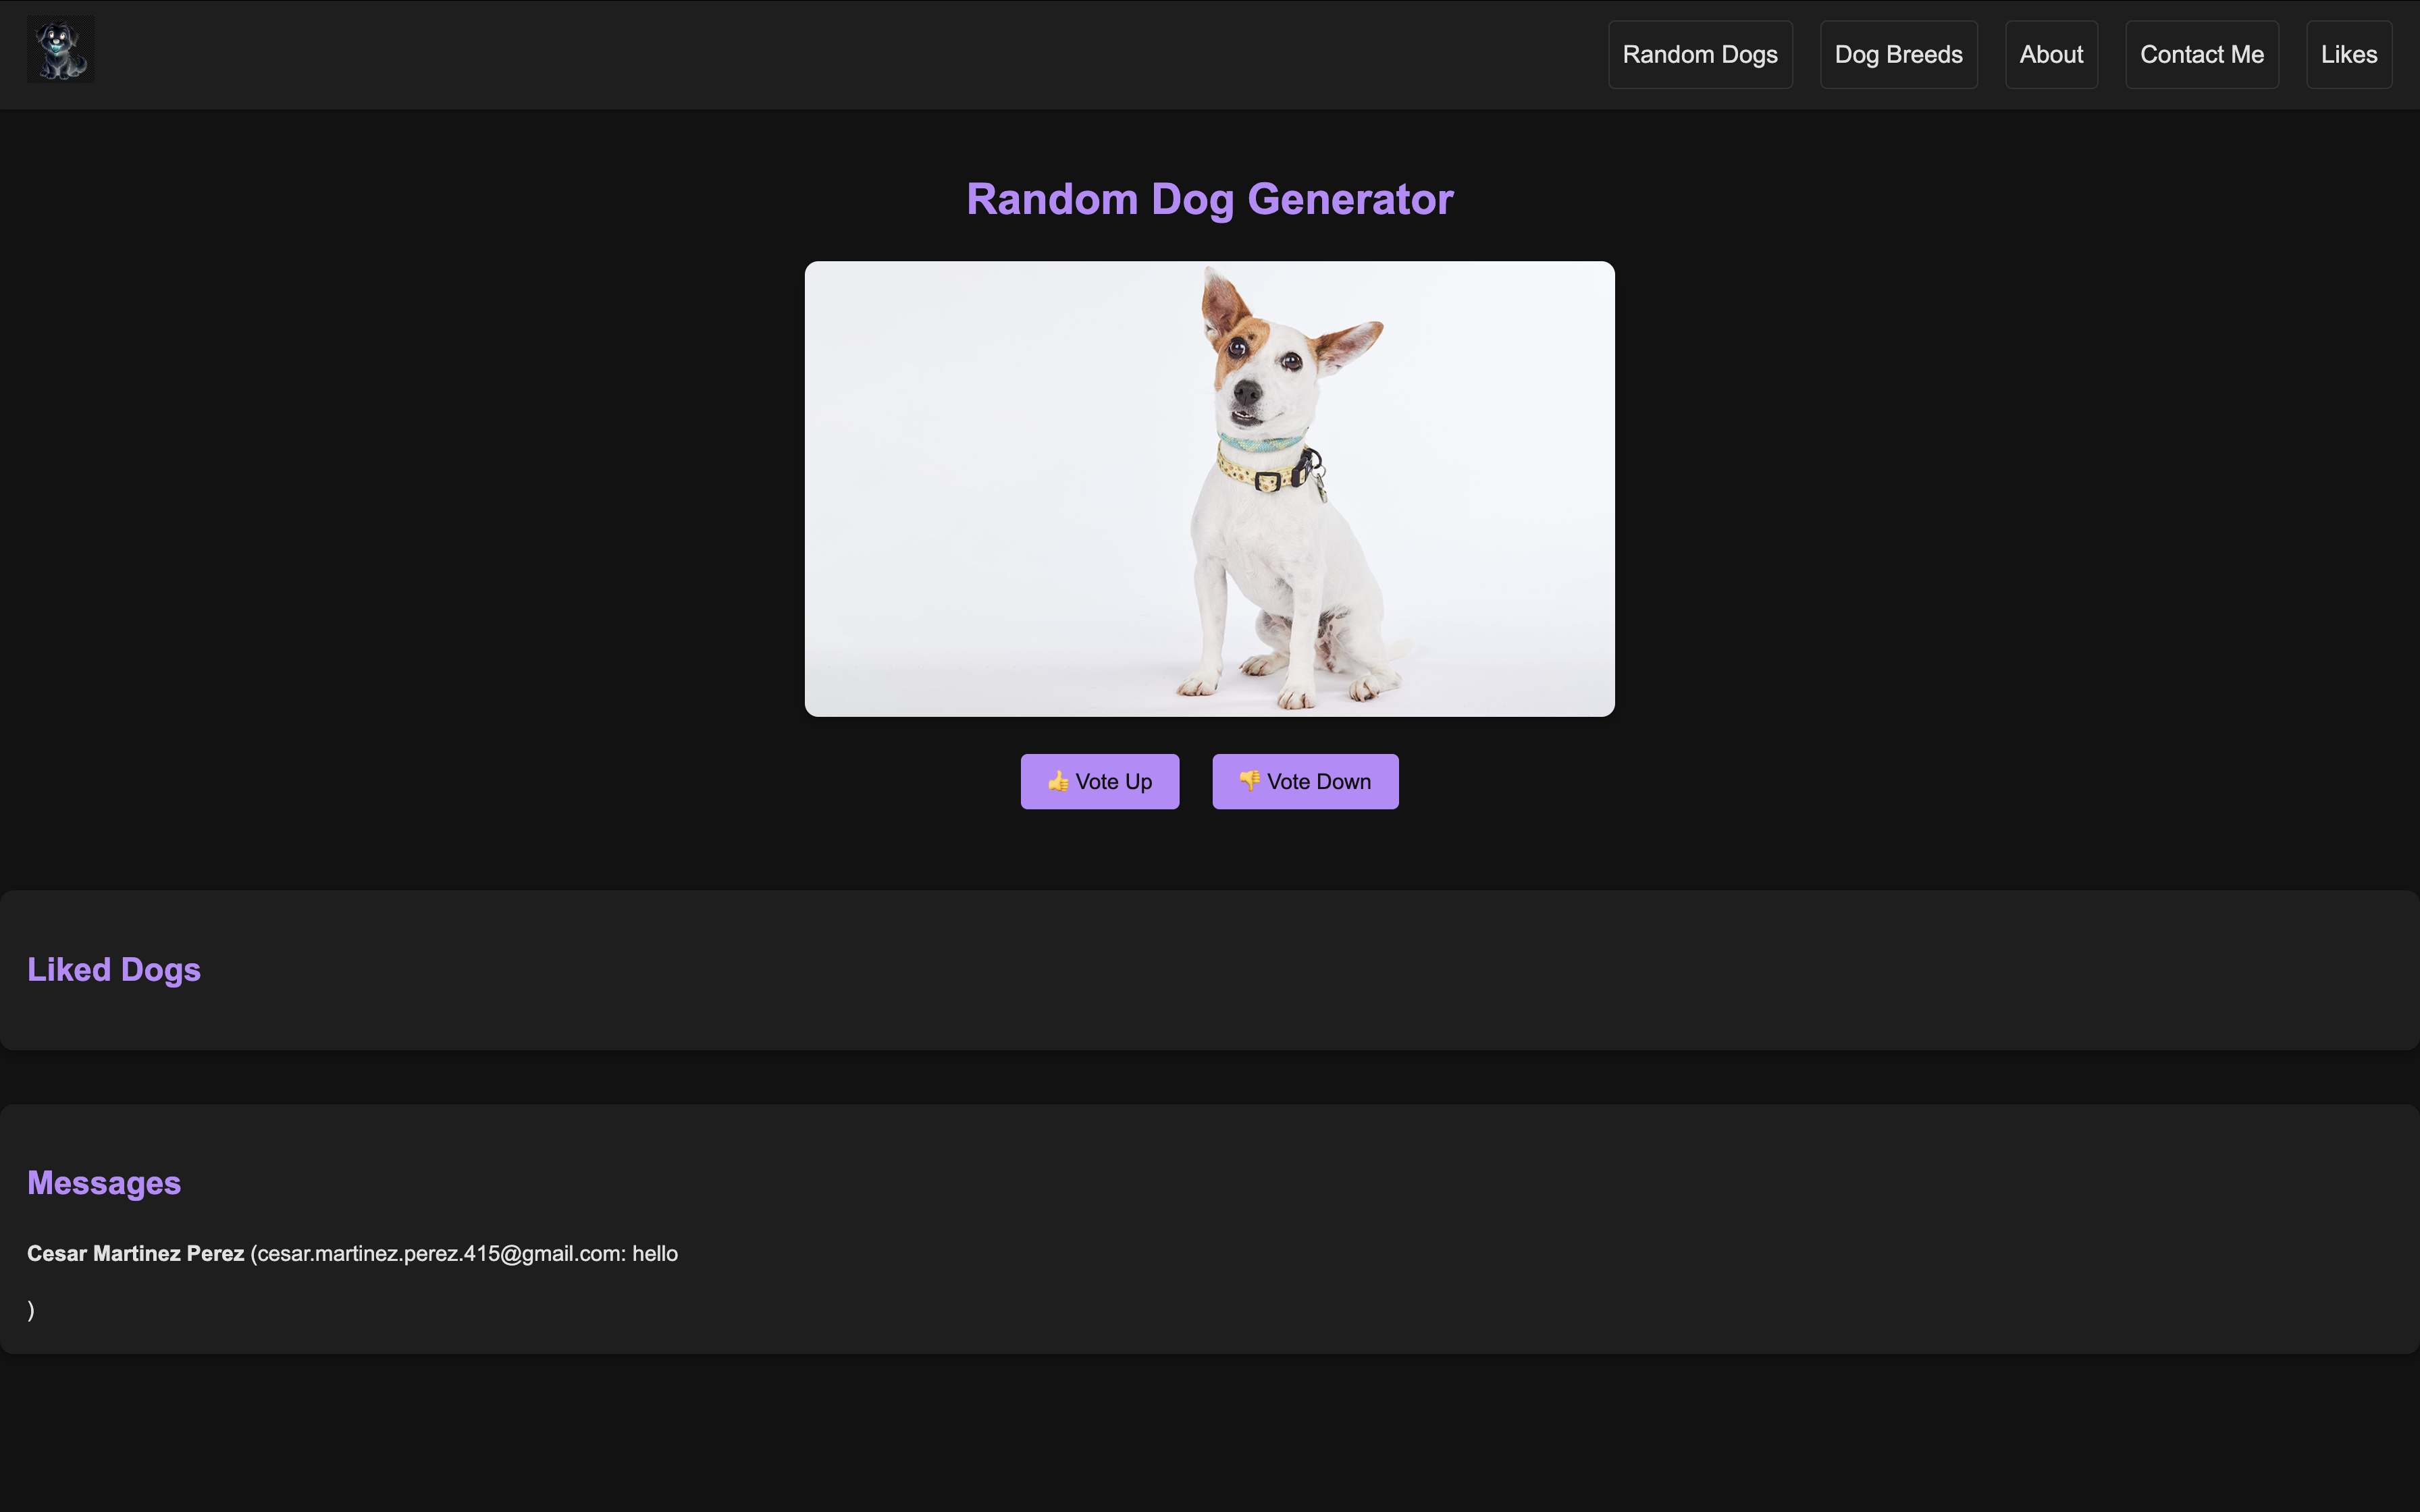 Random Dogs
Dog Breeds
About
Contact Me
Likes
Random Dog Generator
👍 Vote Up
👎 Vote Down
Liked Dogs
Messages
Cesar Martinez Perez (cesar.martinez.perez.415@gmail.com: hello
)